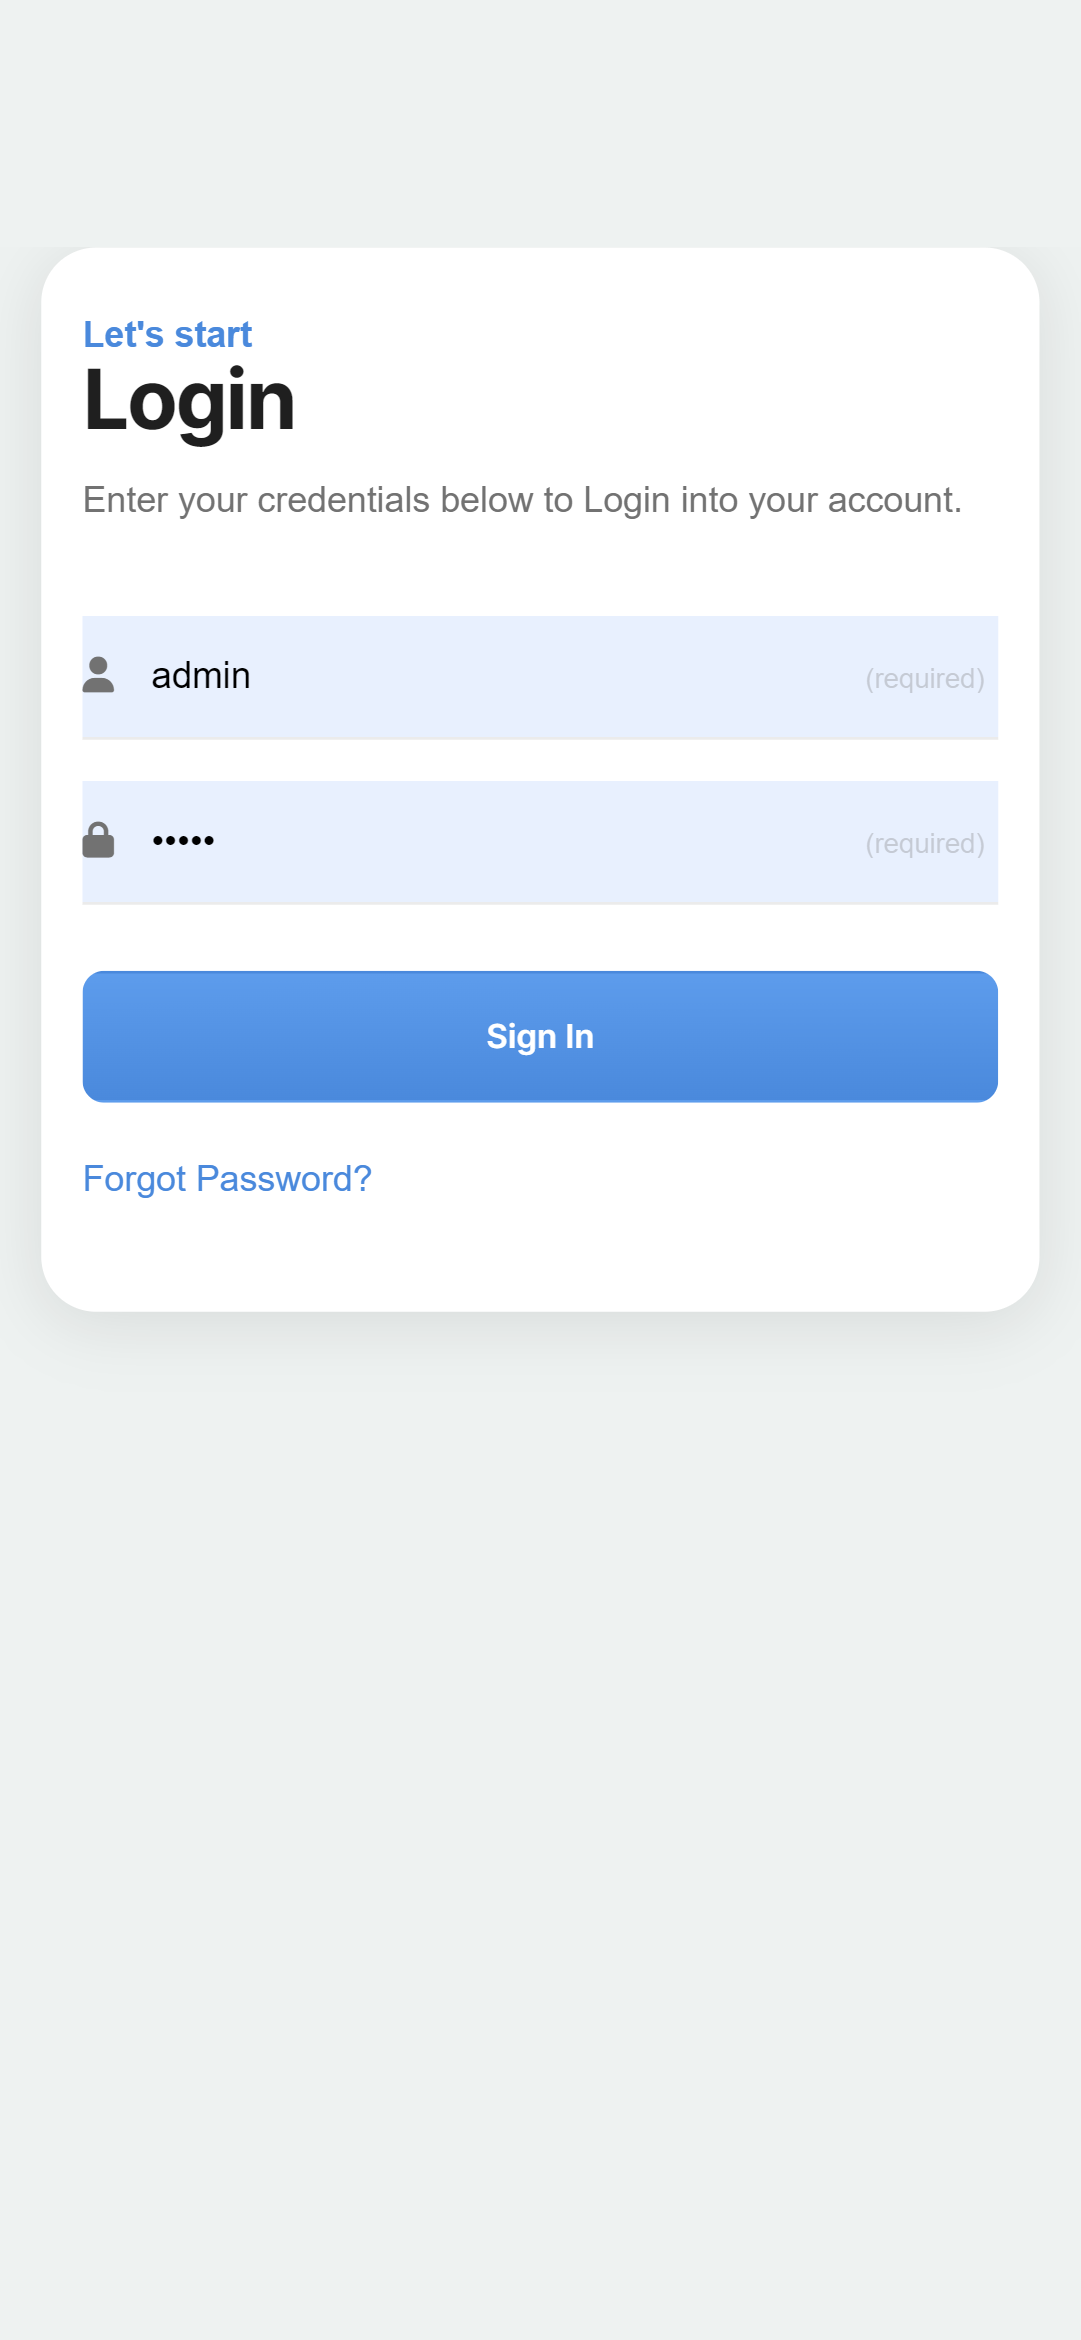 Let's start
Login
Enter your credentials below to Login into your account.
admin
(required)
•••••
(required)
Sign In
Forgot Password?